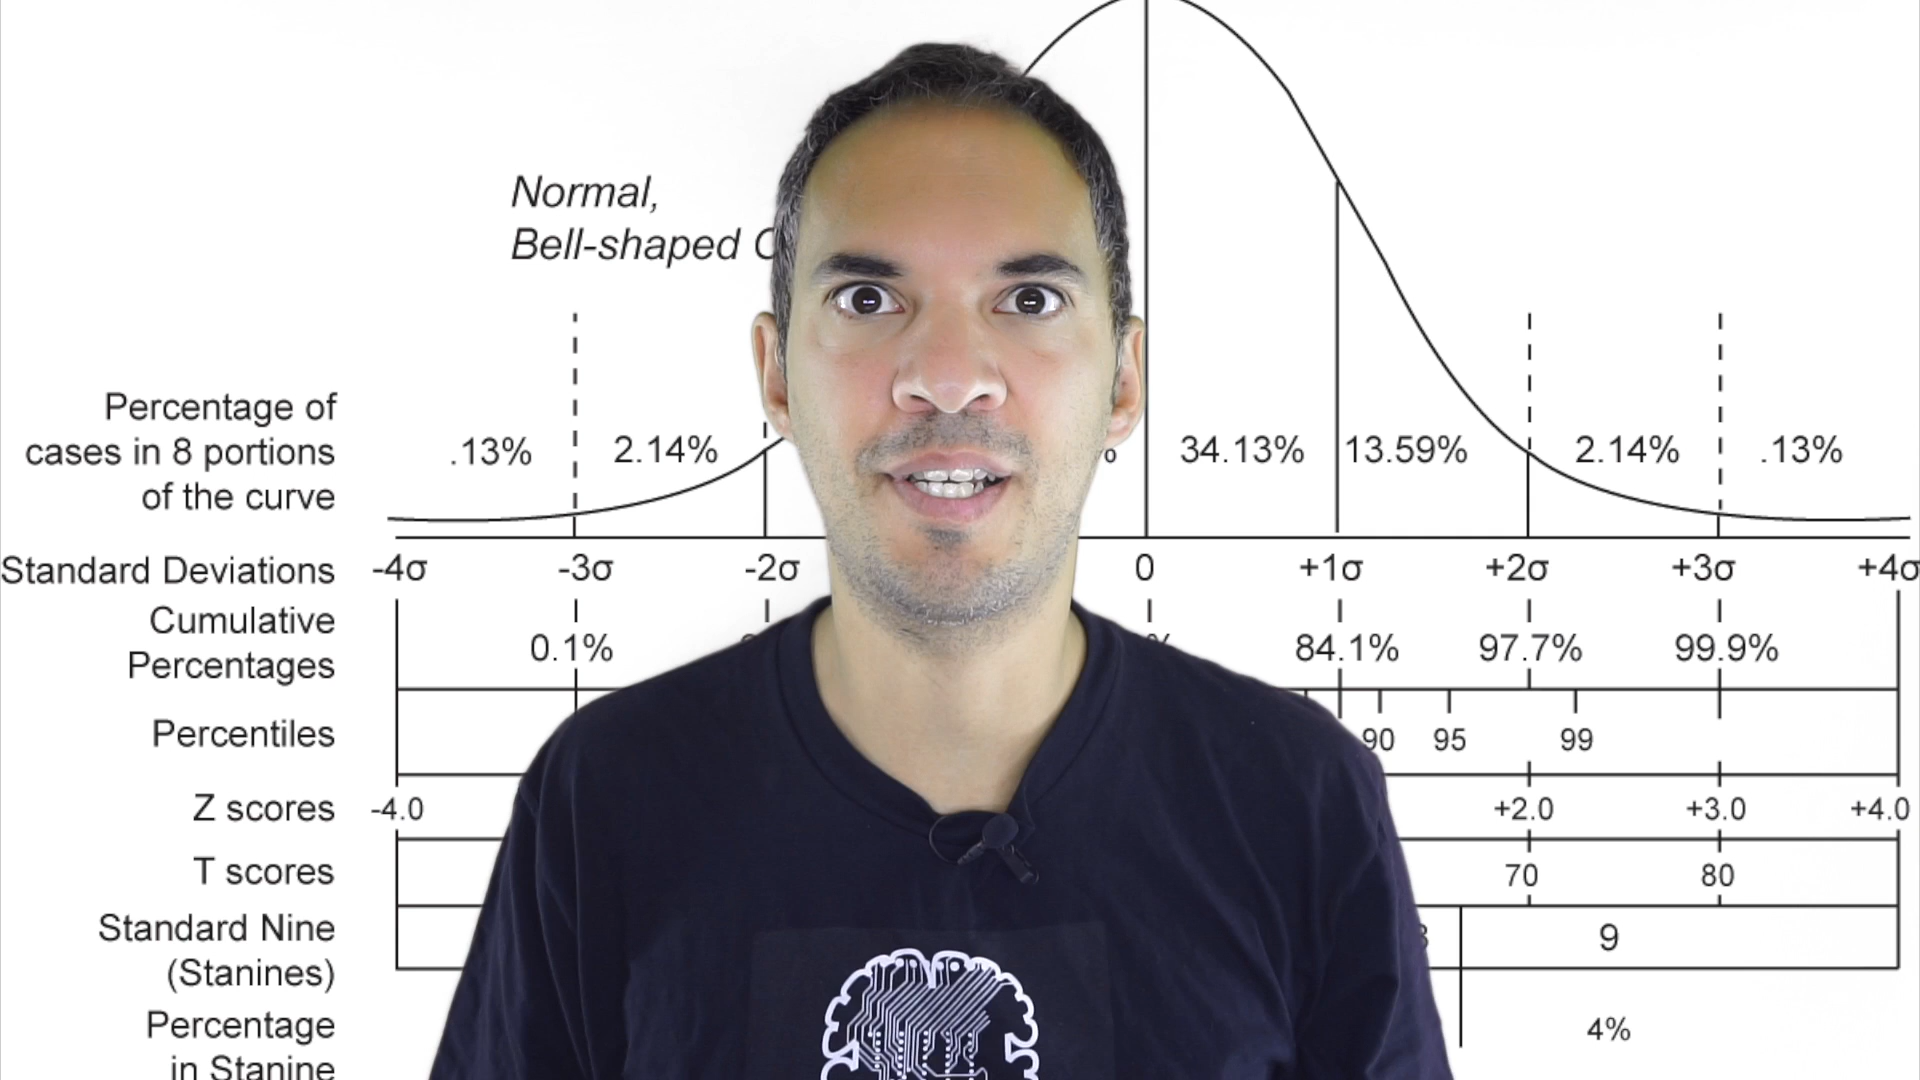 Normal,
Bell-shaped
Percentage of
cases in 8 portions
of the curve
.13% 2.14% 34.13% 13.59% 2.14% .13%
Standard Deviations -4σ -3σ -2σ 0 +1σ +2σ +3σ +4σ
Cumulative
Percentages 0.1% 84.1% 97.7% 99.9%
Percentiles 90 95 99
Z scores -4.0 +2.0 +3.0 +4.0
T scores 70 80
Standard Nine
(Stanines) 9
Percentage
in Stanine 4%